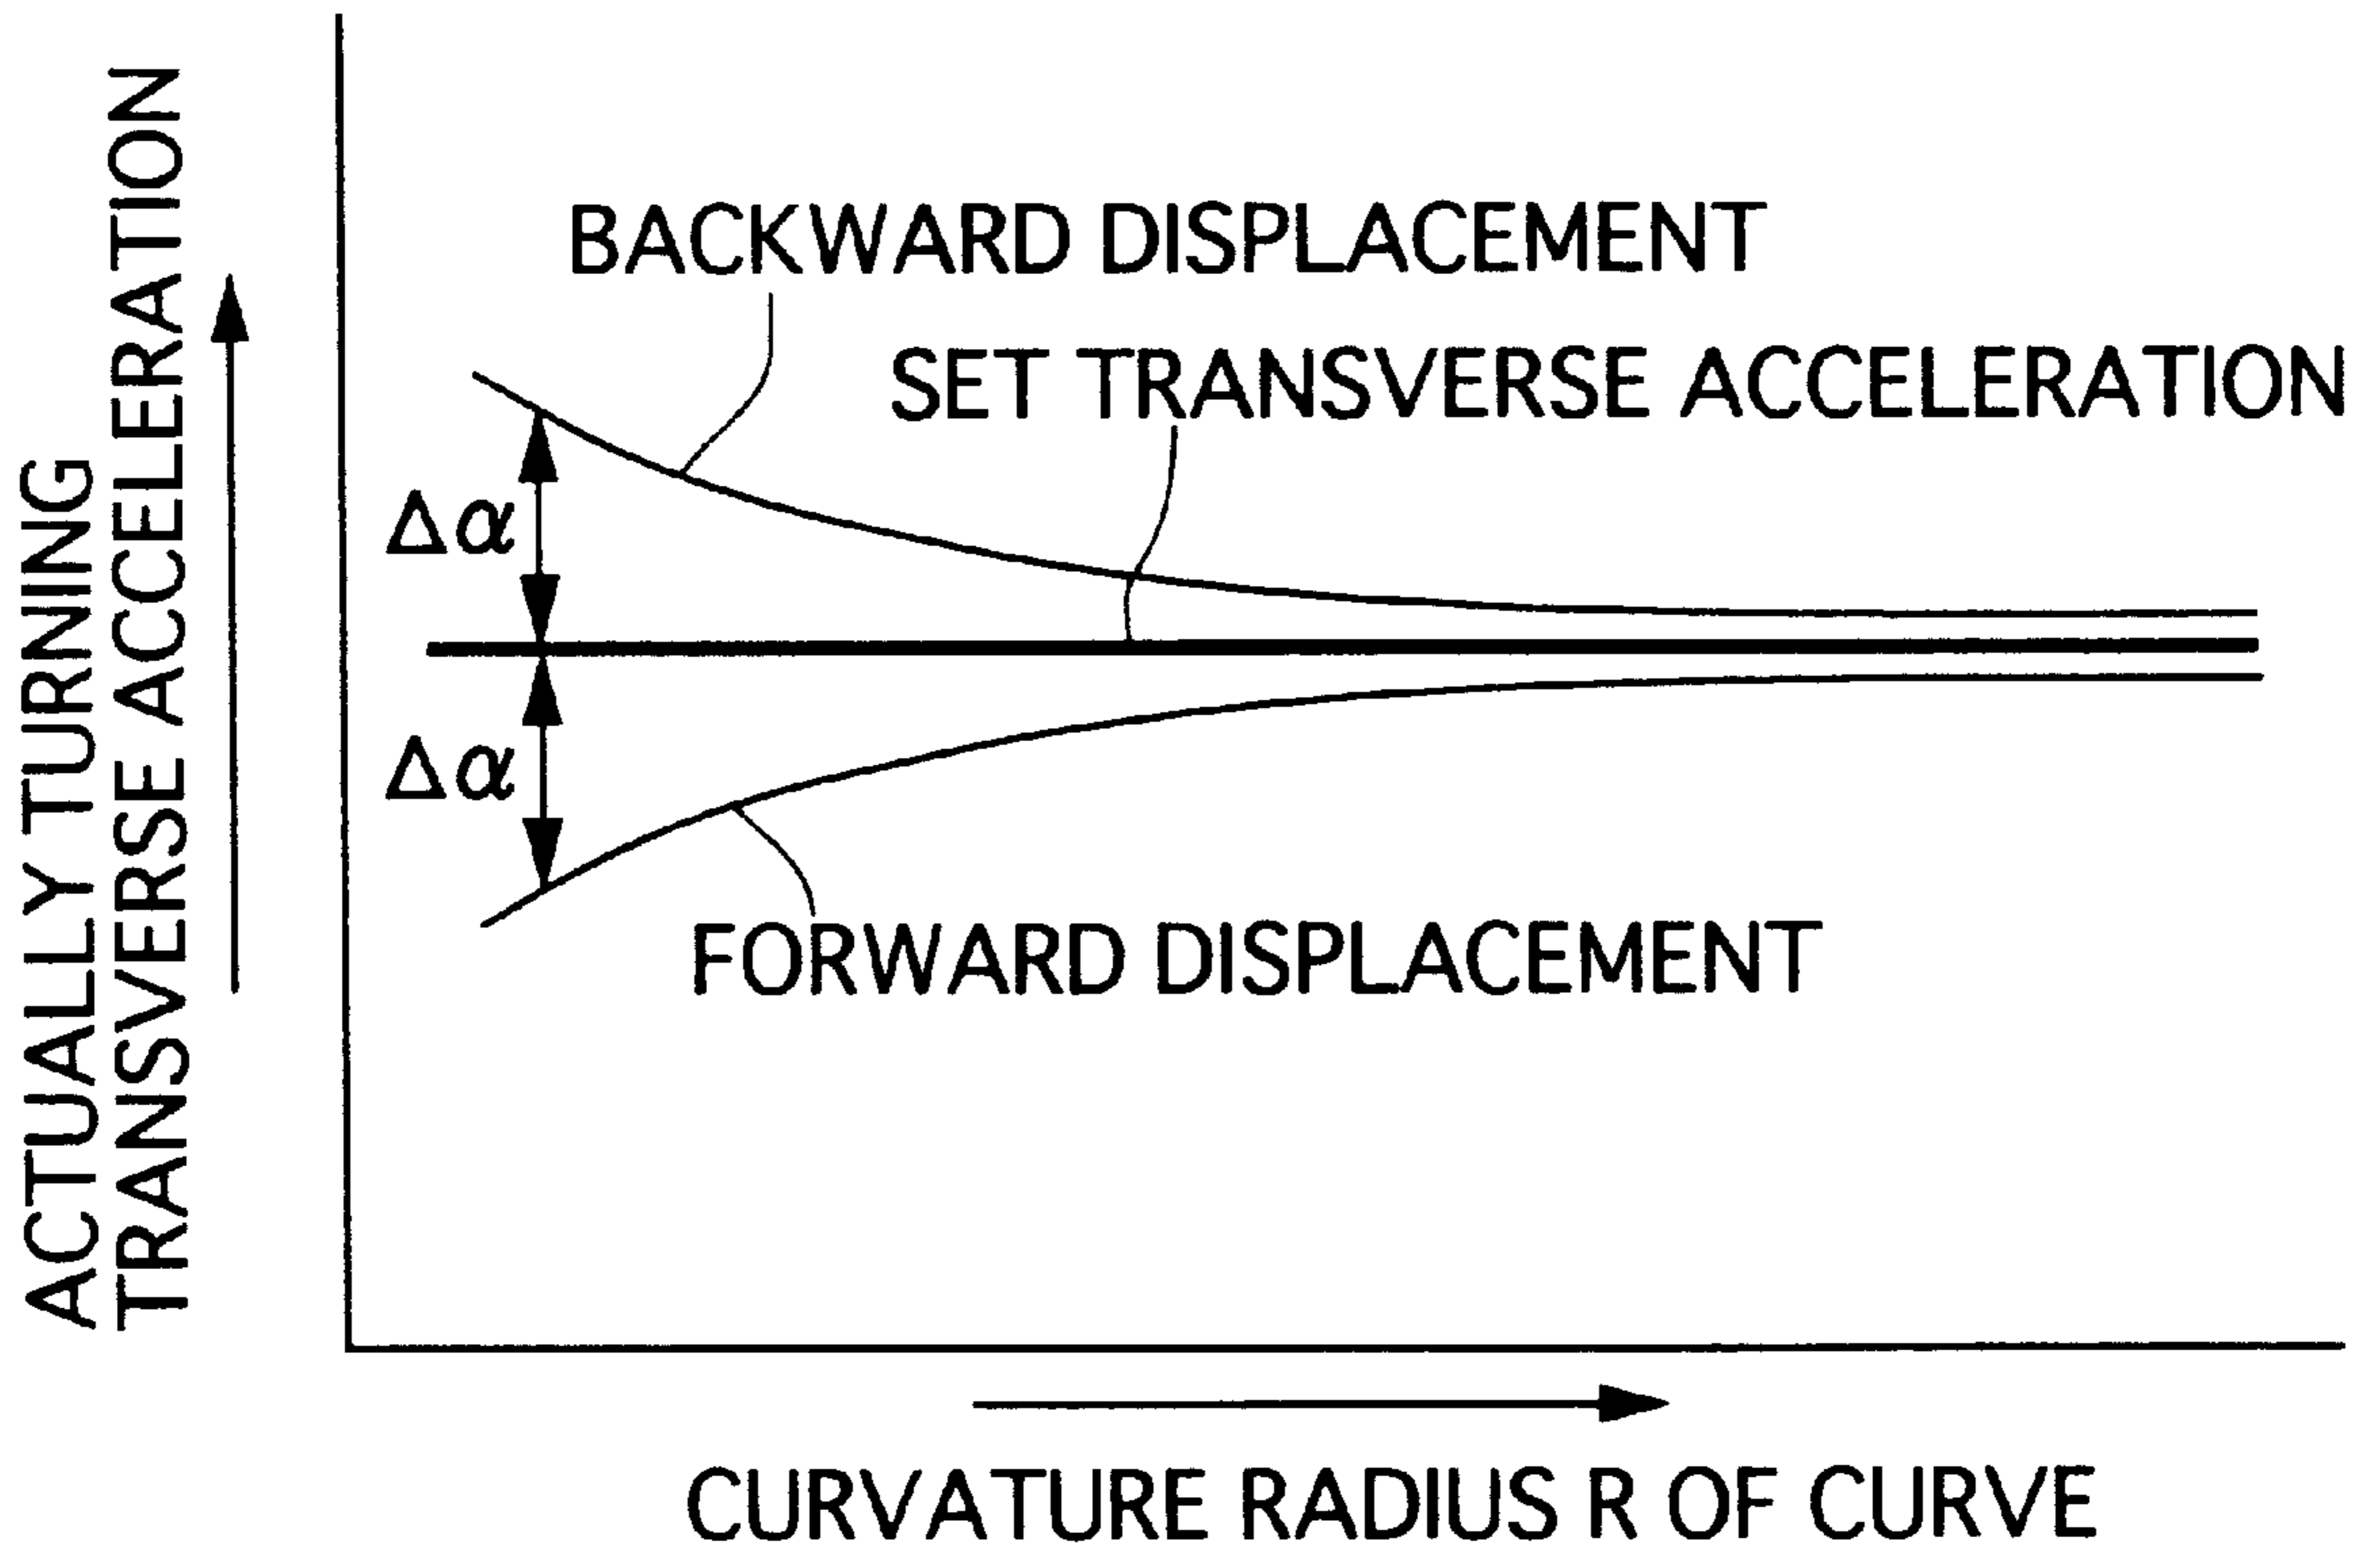 ACTUALLY TURNING
TRANSVERSE ACCELERATION
BACKWARD DISPLACEMENT
SET TRANSVERSE ACCELERATION
Δα
Δα
FORWARD DISPLACEMENT
CURVATURE RADIUS R OF CURVE